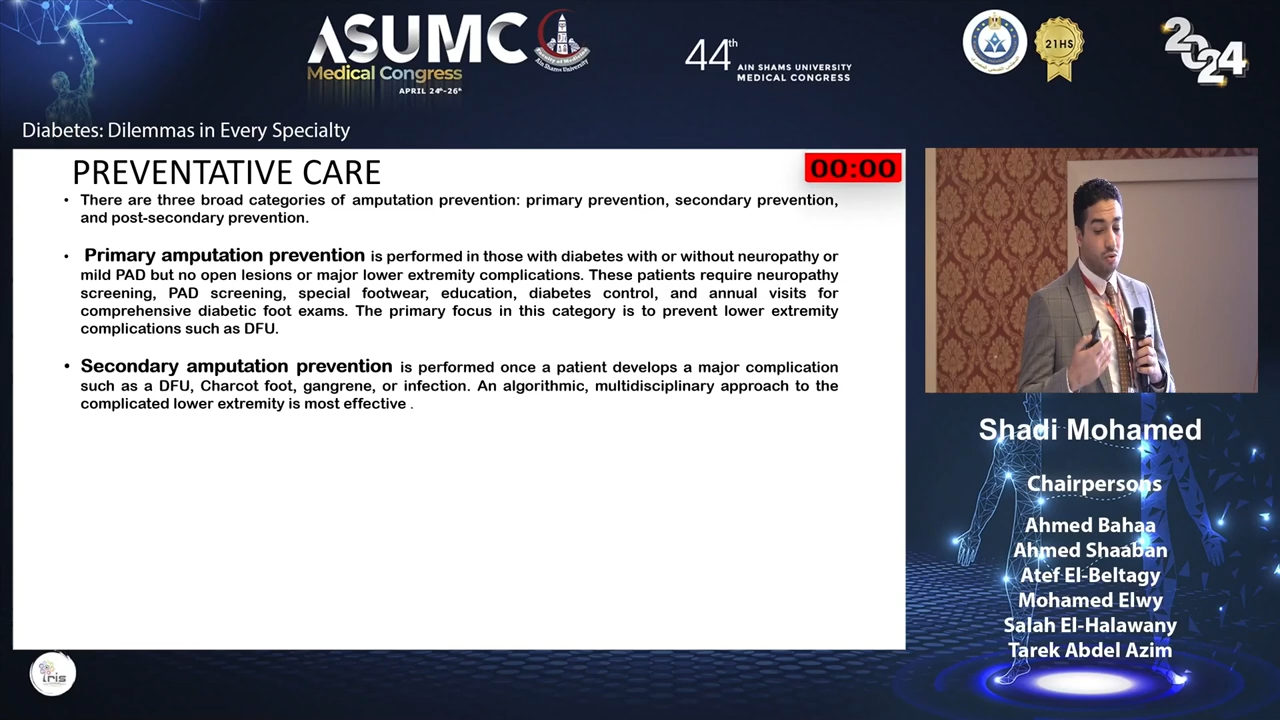 ASUMC
Medical Congress
APRIL 24th-26th
Faculty of Medicine
Ain Shams University
44th
AIN SHAMS UNIVERSITY
MEDICAL CONGRESS
21HS
2024
Diabetes: Dilemmas in Every Specialty
PREVENTATIVE CARE
00:00
• There are three broad categories of amputation prevention: primary prevention, secondary prevention,
and post-secondary prevention.
• Primary amputation prevention is performed in those with diabetes with or without neuropathy or
mild PAD but no open lesions or major lower extremity complications. These patients require neuropathy
screening, PAD screening, special footwear, education, diabetes control, and annual visits for
comprehensive diabetic foot exams. The primary focus in this category is to prevent lower extremity
complications such as DFU.
• Secondary amputation prevention is performed once a patient develops a major complication
such as a DFU, Charcot foot, gangrene, or infection. An algorithmic, multidisciplinary approach to the
complicated lower extremity is most effective .
Shadi Mohamed
Chairpersons
Ahmed Bahaa
Ahmed Shaaban
Atef El-Beltagy
Mohamed Elwy
Salah El-Halawany
Tarek Abdel Azim
iris